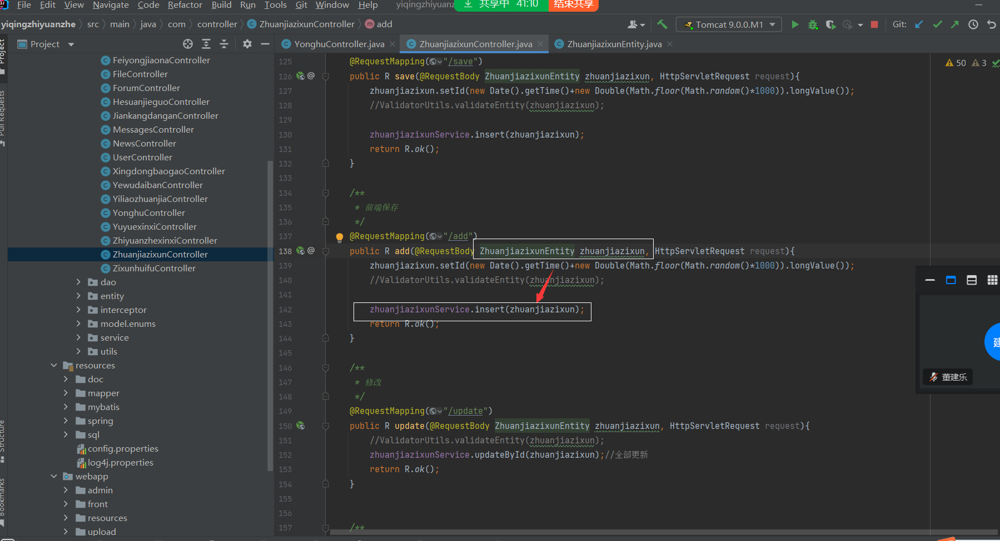 File Edit View Navigate Code Refactor Build Run Tools Git Window Help yiqingzhiyuanz
共享中 41:10 结束共享
yiqingzhiyuanzhe src main java com controller ZhuanjiazixunController add
Tomcat 9.0.0.M1 Git:
Project
YonghuController.java ZhuanjiazixunController.java ZhuanjiazixunEntity.java
Project
Pull Requests
Structure
Bookmarks
FeiyongjiaonaController
FileController
ForumController
HesuanjieguoController
JiankangdanganController
MessagesController
NewsController
UserController
XingdongbaogaoController
YewudaibanController
YiliaozhuanjiaController
YonghuController
YuyuexinxiController
ZhiyuanzhexinxiController
ZhuanjiazixunController
ZixunhuifuController
dao
entity
interceptor
model.enums
service
utils
resources
doc
mapper
mybatis
spring
sql
config.properties
log4j.properties
webapp
admin
front
resources
upload
50 3
125 @RequestMapping("/save")
126 public R save(@RequestBody ZhuanjiazixunEntity zhuanjiazixun, HttpServletRequest request){
127 zhuanjiazixun.setId(new Date().getTime()+new Double(Math.floor(Math.random()*1000)).longValue());
128 //ValidatorUtils.validateEntity(zhuanjiazixun);
129
130 zhuanjiazixunService.insert(zhuanjiazixun);
131 return R.ok();
132 }
133
134 /**
135 * 前端保存
136 */
137 @RequestMapping("/add")
138 public R add(@RequestBody ZhuanjiazixunEntity zhuanjiazixun, HttpServletRequest request){
139 zhuanjiazixun.setId(new Date().getTime()+new Double(Math.floor(Math.random()*1000)).longValue());
140 //ValidatorUtils.validateEntity(zhuanjiazixun);
141
142 zhuanjiazixunService.insert(zhuanjiazixun);
143 return R.ok();
144 }
145
146 /**
147 * 修改
148 */
149 @RequestMapping("/update")
150 public R update(@RequestBody ZhuanjiazixunEntity zhuanjiazixun, HttpServletRequest request){
151 //ValidatorUtils.validateEntity(zhuanjiazixun);
152 zhuanjiazixunService.updateById(zhuanjiazixun);//全部更新
153 return R.ok();
154 }
155
156
157 /**
建
董建乐